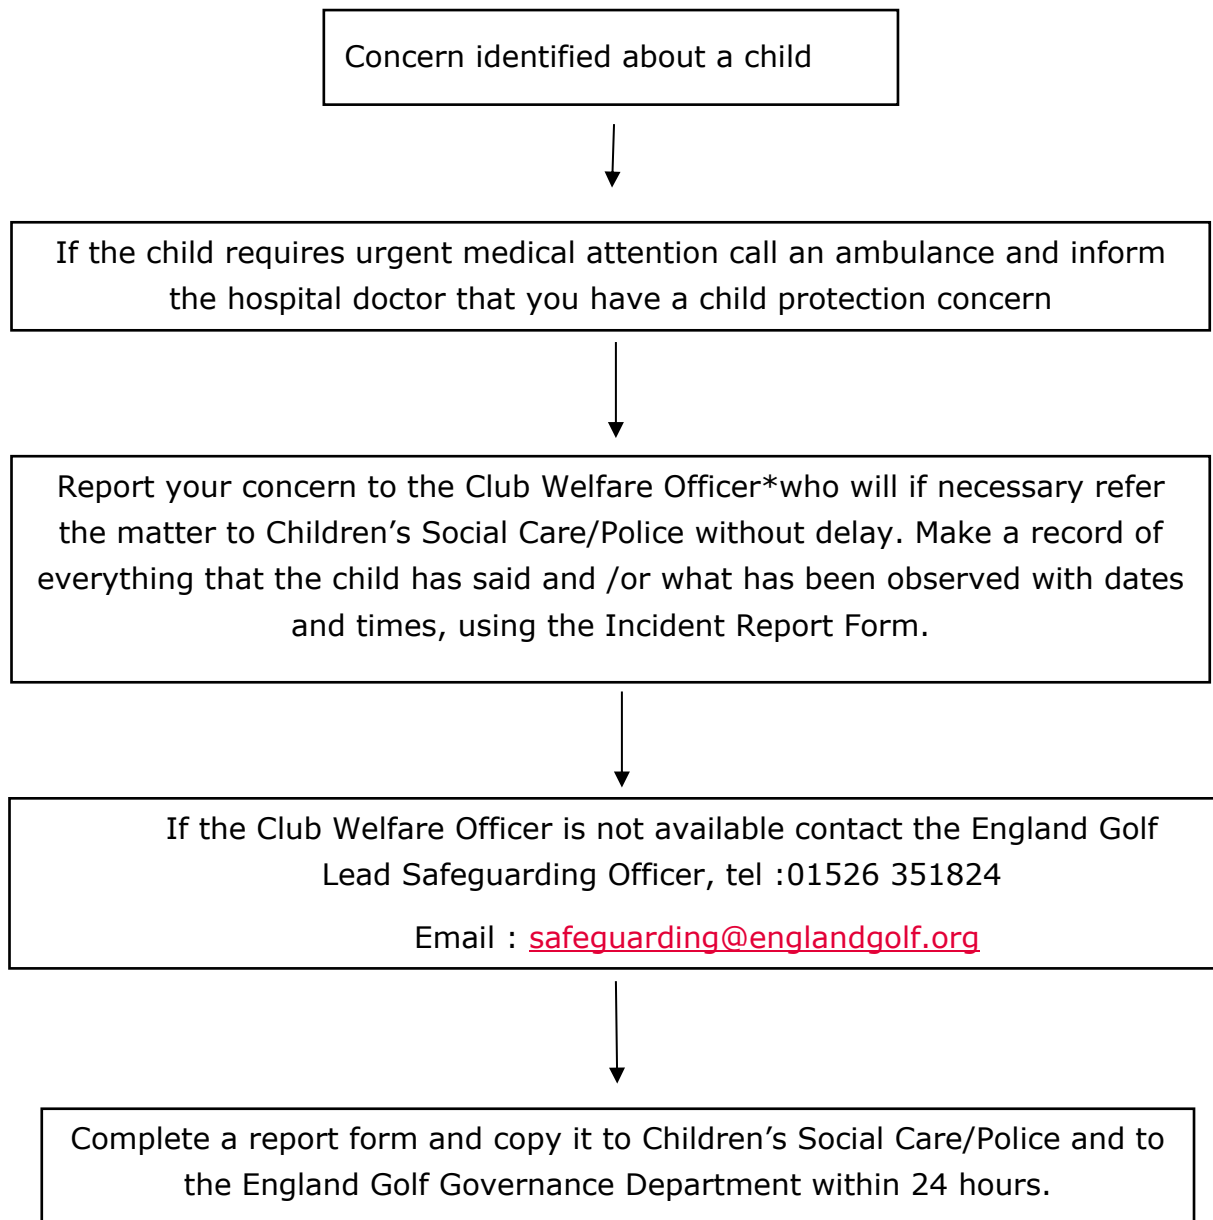 Concern identified about a child
If the child requires urgent medical attention call an ambulance and inform
the hospital doctor that you have a child protection concern
Report your concern to the Club Welfare Officer*who will if necessary refer
the matter to Children’s Social Care/Police without delay. Make a record of
everything that the child has said and /or what has been observed with dates
and times, using the Incident Report Form.
If the Club Welfare Officer is not available contact the England Golf
Lead Safeguarding Officer, tel :01526 351824
Email : safeguarding@englandgolf.org
Complete a report form and copy it to Children’s Social Care/Police and to
the England Golf Governance Department within 24 hours.